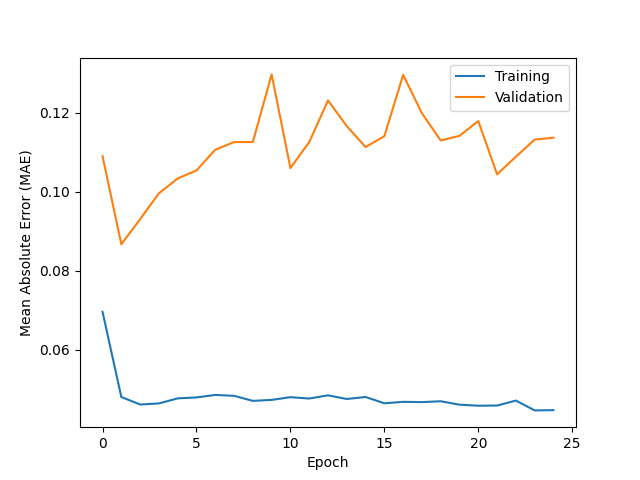 Training
Validation
0.12
0.10
0.08
0.06
Mean Absolute Error (MAE)
0
5
10
15
20
25
Epoch